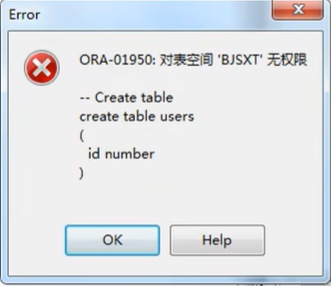 Error
ORA-01950: 对表空间 'BJSXT' 无权限
-- Create table
create table users
(
id number
)
OK
Help